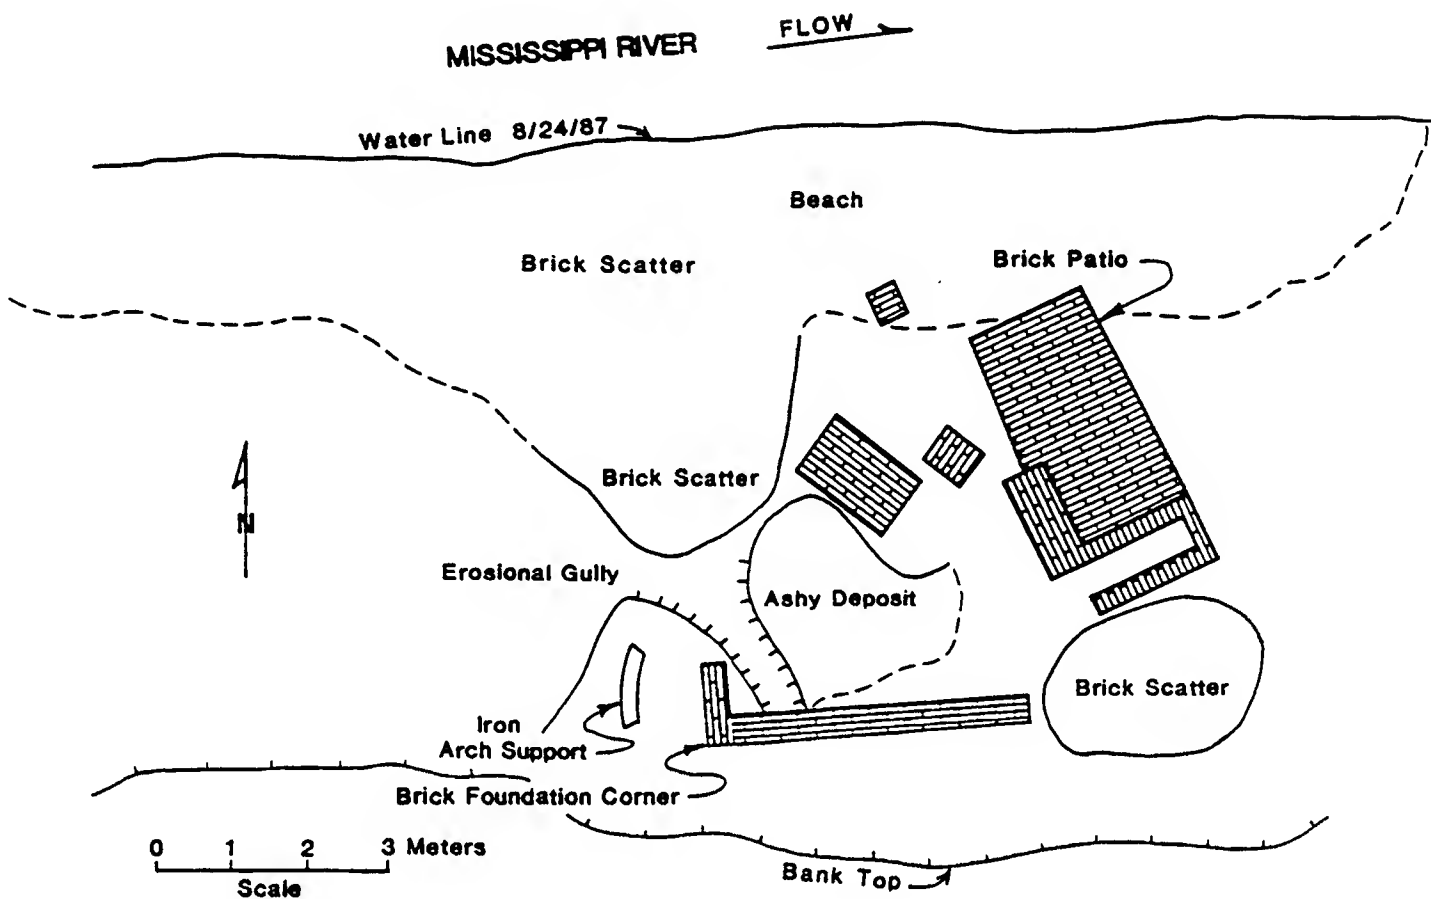 MISSISSIPPI RIVER
FLOW
Water Line 8/24/87
Beach
Brick Scatter
Brick Patio
N
Brick Scatter
Erosional Gully
Ashy Deposit
Brick Scatter
Iron
Arch Support
Brick Foundation Corner
0 1 2 3 Meters
Scale
Bank Top